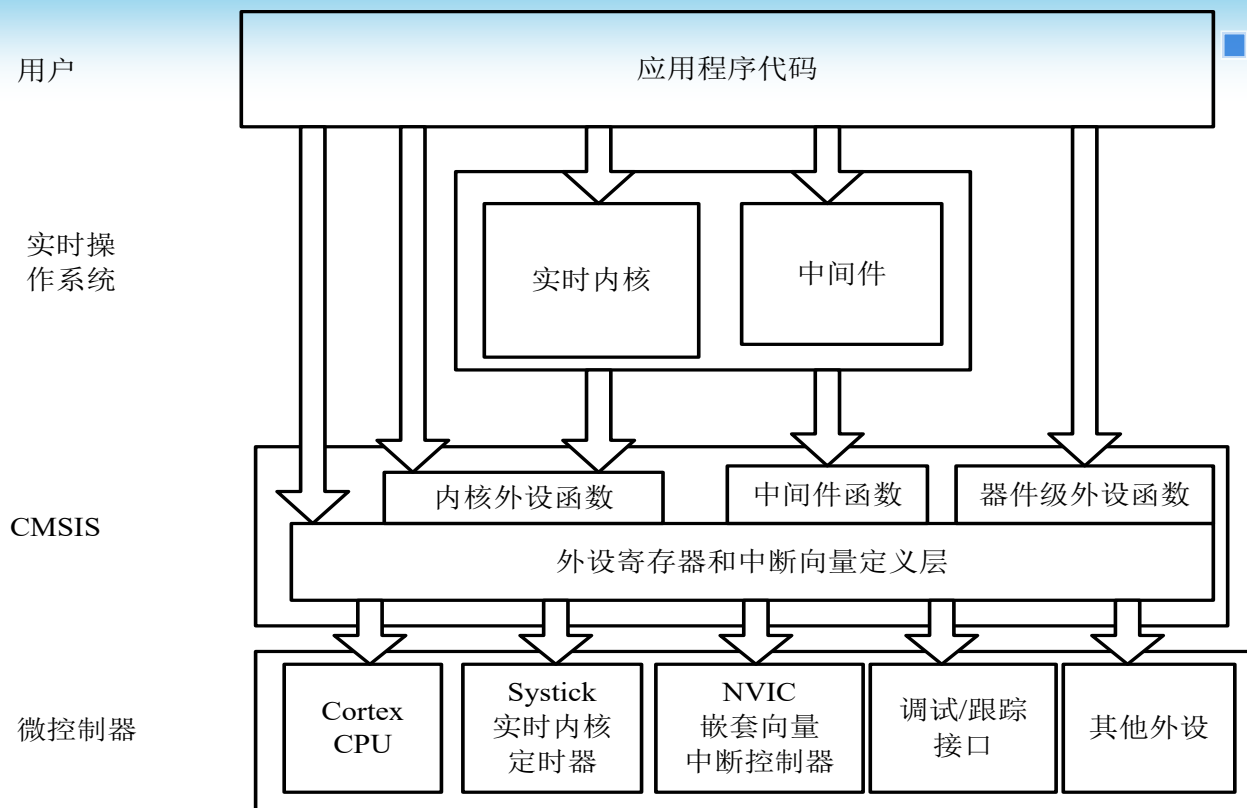 用户
应用程序代码
实时操
作系统
实时内核
中间件
CMSIS
内核外设函数
中间件函数
器件级外设函数
外设寄存器和中断向量定义层
微控制器
Cortex
CPU
Systick
实时内核
定时器
NVIC
嵌套向量
中断控制器
调试/跟踪
接口
其他外设